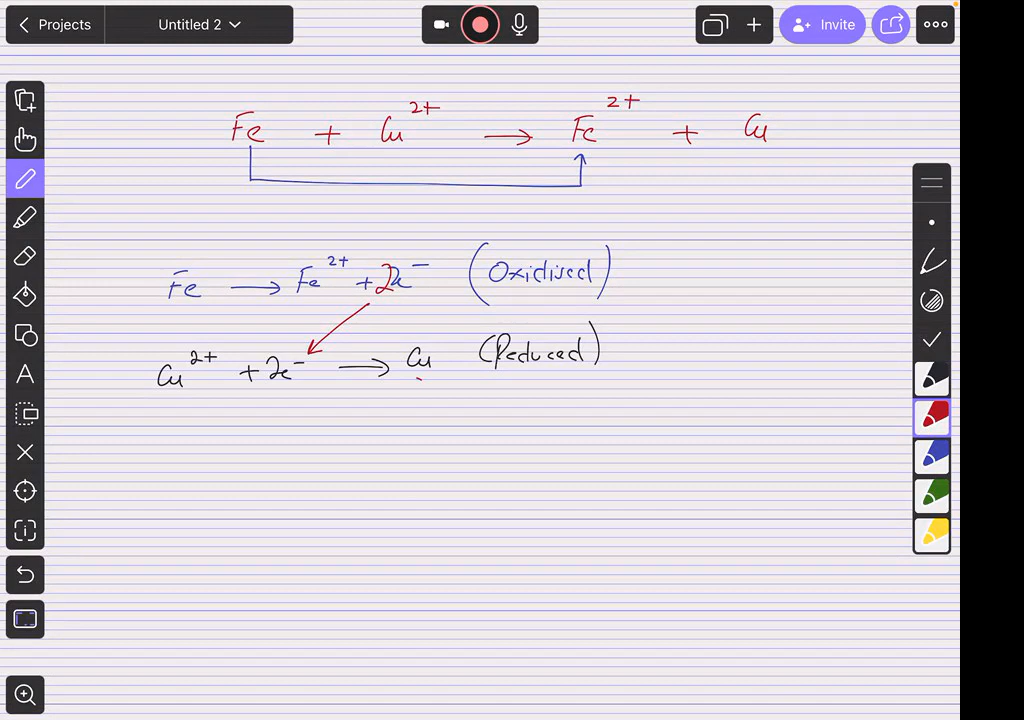 Projects Untitled 2 Invite
Fe + Cu²⁺ → Fe²⁺ + Cu
Fe → Fe²⁺ + 2e⁻ (Oxidised)
Cu²⁺ + 2e⁻ → Cu (Reduced)